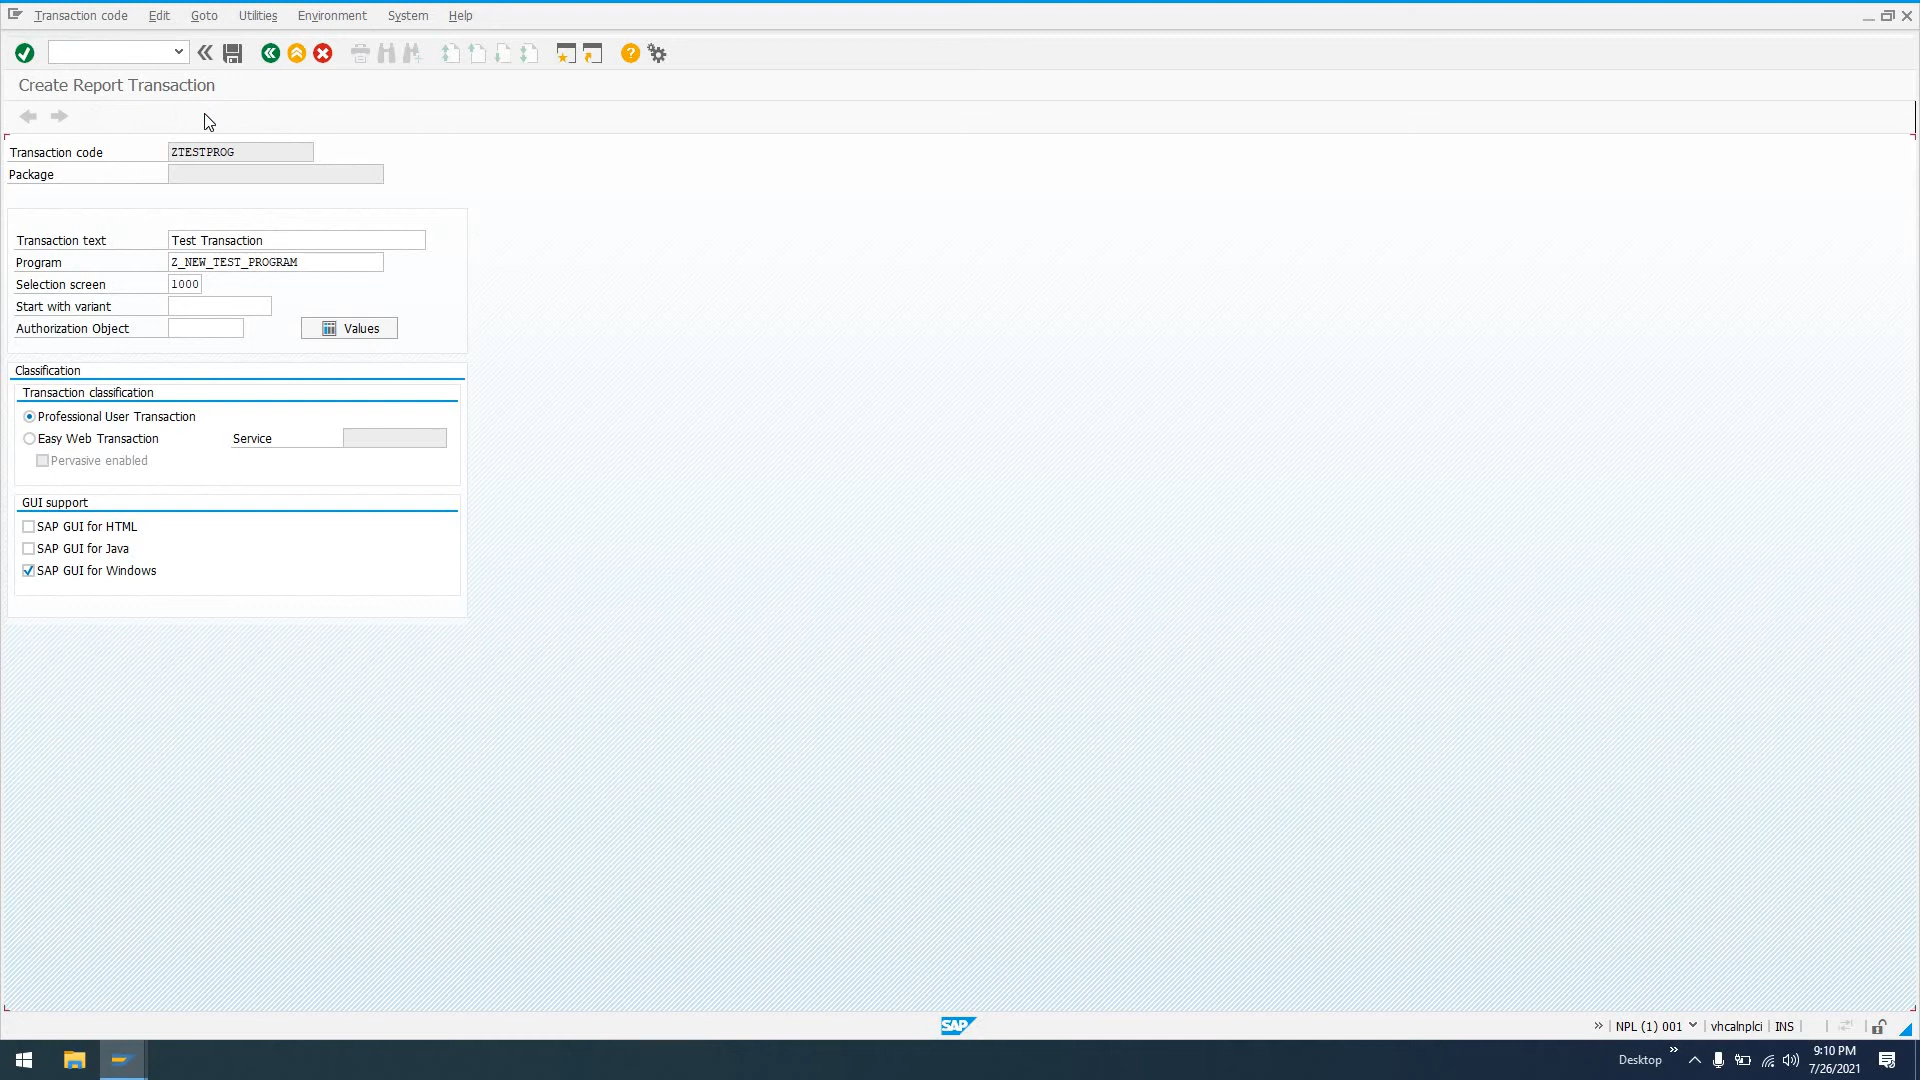 Transaction code Edit Goto Utilities Environment System Help
Create Report Transaction
Transaction code ZTESTPROG
Package
Transaction text Test Transaction
Program Z_NEW_TEST_PROGRAM
Selection screen 1000
Start with variant
Authorization Object Values
Classification
Transaction classification
Professional User Transaction
Easy Web Transaction Service
Pervasive enabled
GUI support
SAP GUI for HTML
SAP GUI for Java
SAP GUI for Windows
SAP
NPL (1) 001 vhcalnplci INS
Desktop
9:10 PM
7/26/2021